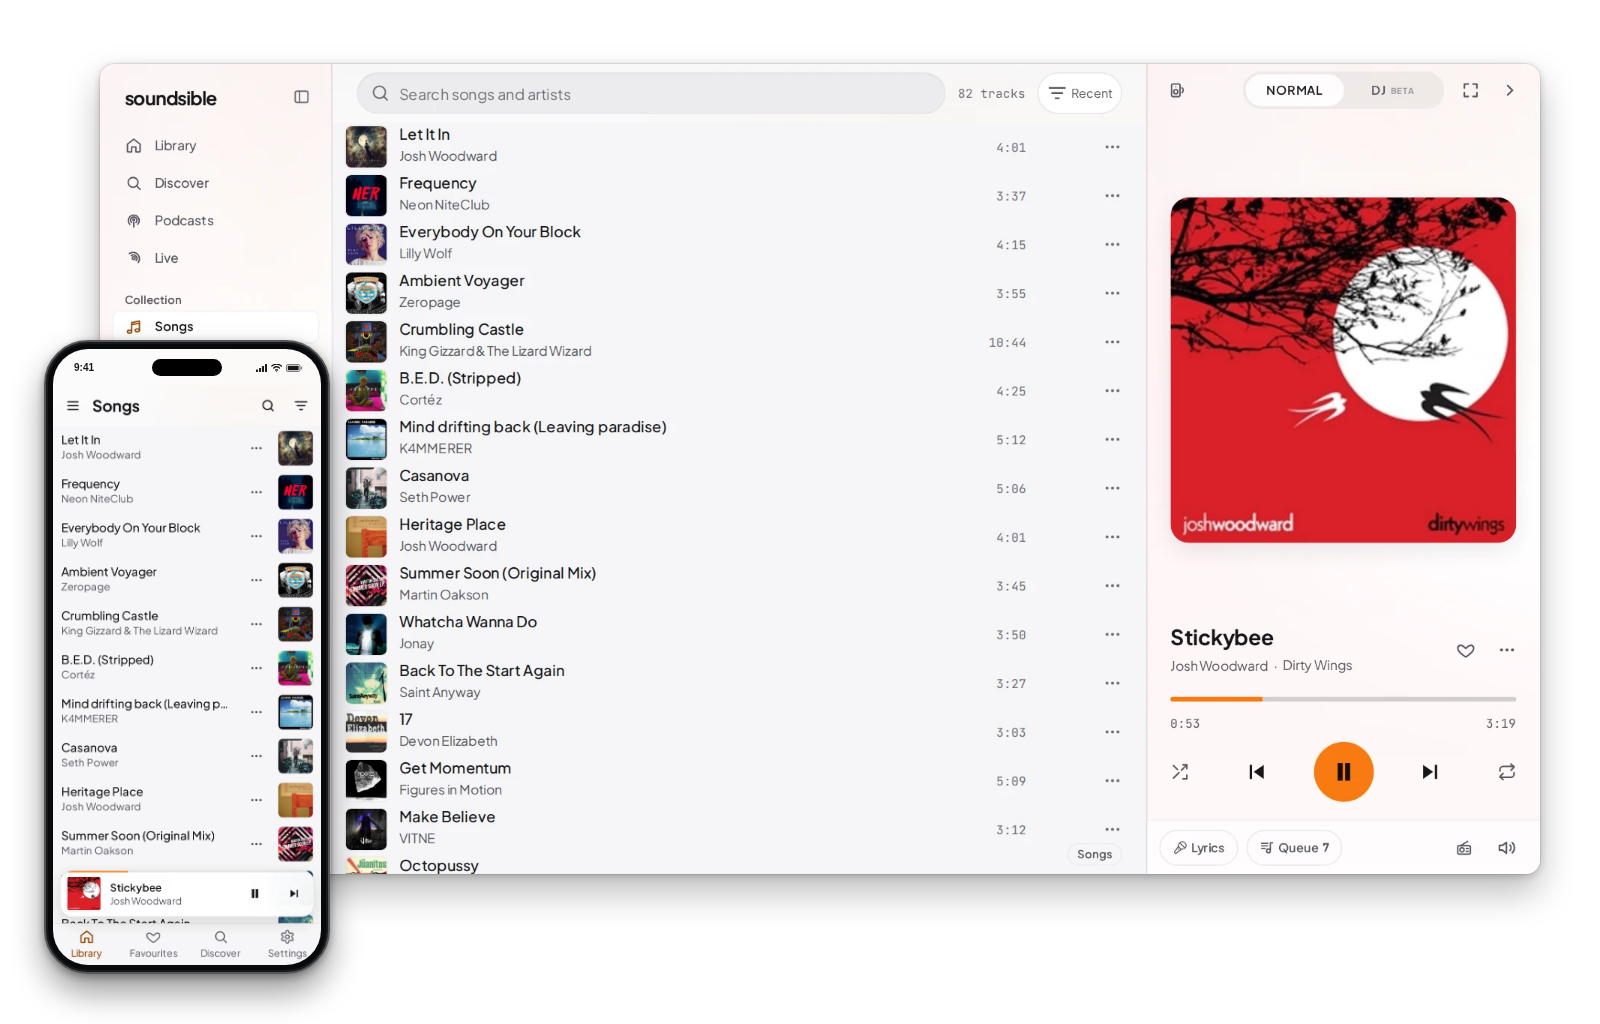 soundsible
Library
Discover
Podcasts
Live
Collection
Songs
Search songs and artists
82 tracks
Recent
Let It In
Josh Woodward
4:01
Frequency
Neon NiteClub
3:37
Everybody On Your Block
Lilly Wolf
4:15
Ambient Voyager
Zeropage
3:55
Crumbling Castle
King Gizzard & The Lizard Wizard
10:44
B.E.D. (Stripped)
Cortéz
4:25
Mind drifting back (Leaving paradise)
K4MMERER
5:12
Casanova
Seth Power
5:06
Heritage Place
Josh Woodward
4:01
Summer Soon (Original Mix)
Martin Oakson
3:45
Whatcha Wanna Do
Jonay
3:50
Back To The Start Again
Saint Anyway
3:27
17
Devon Elizabeth
3:03
Get Momentum
Figures in Motion
5:09
Make Believe
VITNE
3:12
Octopussy
Songs
HER
Devon
Elizabeth
NORMAL
DJ BETA
joshwoodward
dirtywings
Stickybee
Josh Woodward · Dirty Wings
0:53
3:19
Lyrics
Queue 7
9:41
Songs
Let It In
Josh Woodward
Frequency
Neon NiteClub
HER
Everybody On Your Block
Lilly Wolf
Ambient Voyager
Zeropage
Crumbling Castle
King Gizzard & The Lizard Wizard
B.E.D. (Stripped)
Cortéz
Mind drifting back (Leaving p...
K4MMERER
Casanova
Seth Power
Heritage Place
Josh Woodward
Summer Soon (Original Mix)
Martin Oakson
Stickybee
Josh Woodward
Back To The Start Again
Library
Favourites
Discover
Settings